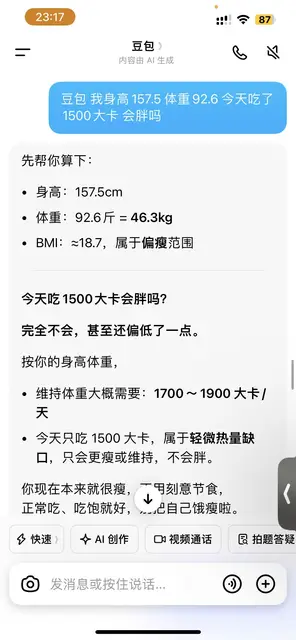 23:17
87
豆包
内容由 AI 生成
豆包 我身高 157.5 体重 92.6 今天吃了
1500 大卡 会胖吗
先帮你算下：
• 身高：157.5cm
• 体重：92.6 斤 = 46.3kg
• BMI：≈18.7，属于偏瘦范围
今天吃 1500 大卡会胖吗？
完全不会，甚至还偏低了一点。
按你的身高体重，
• 维持体重大概需要：1700 ～ 1900 大卡 /
天
• 今天只吃 1500 大卡，属于轻微热量缺
口，只会更瘦或维持，不会胖。
你现在本来就很瘦，用刻意节食，
正常吃、吃饱就好，把自己饿瘦啦。
快速
AI 创作
视频通话
拍题答疑
发消息或按住说话...